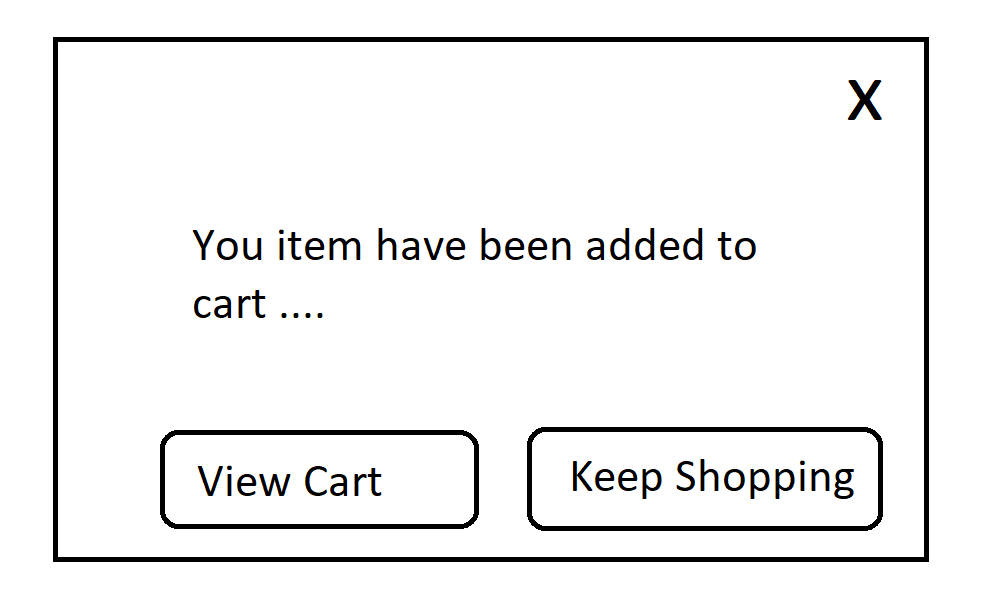 X
You item have been added to
cart ....
View Cart
Keep Shopping